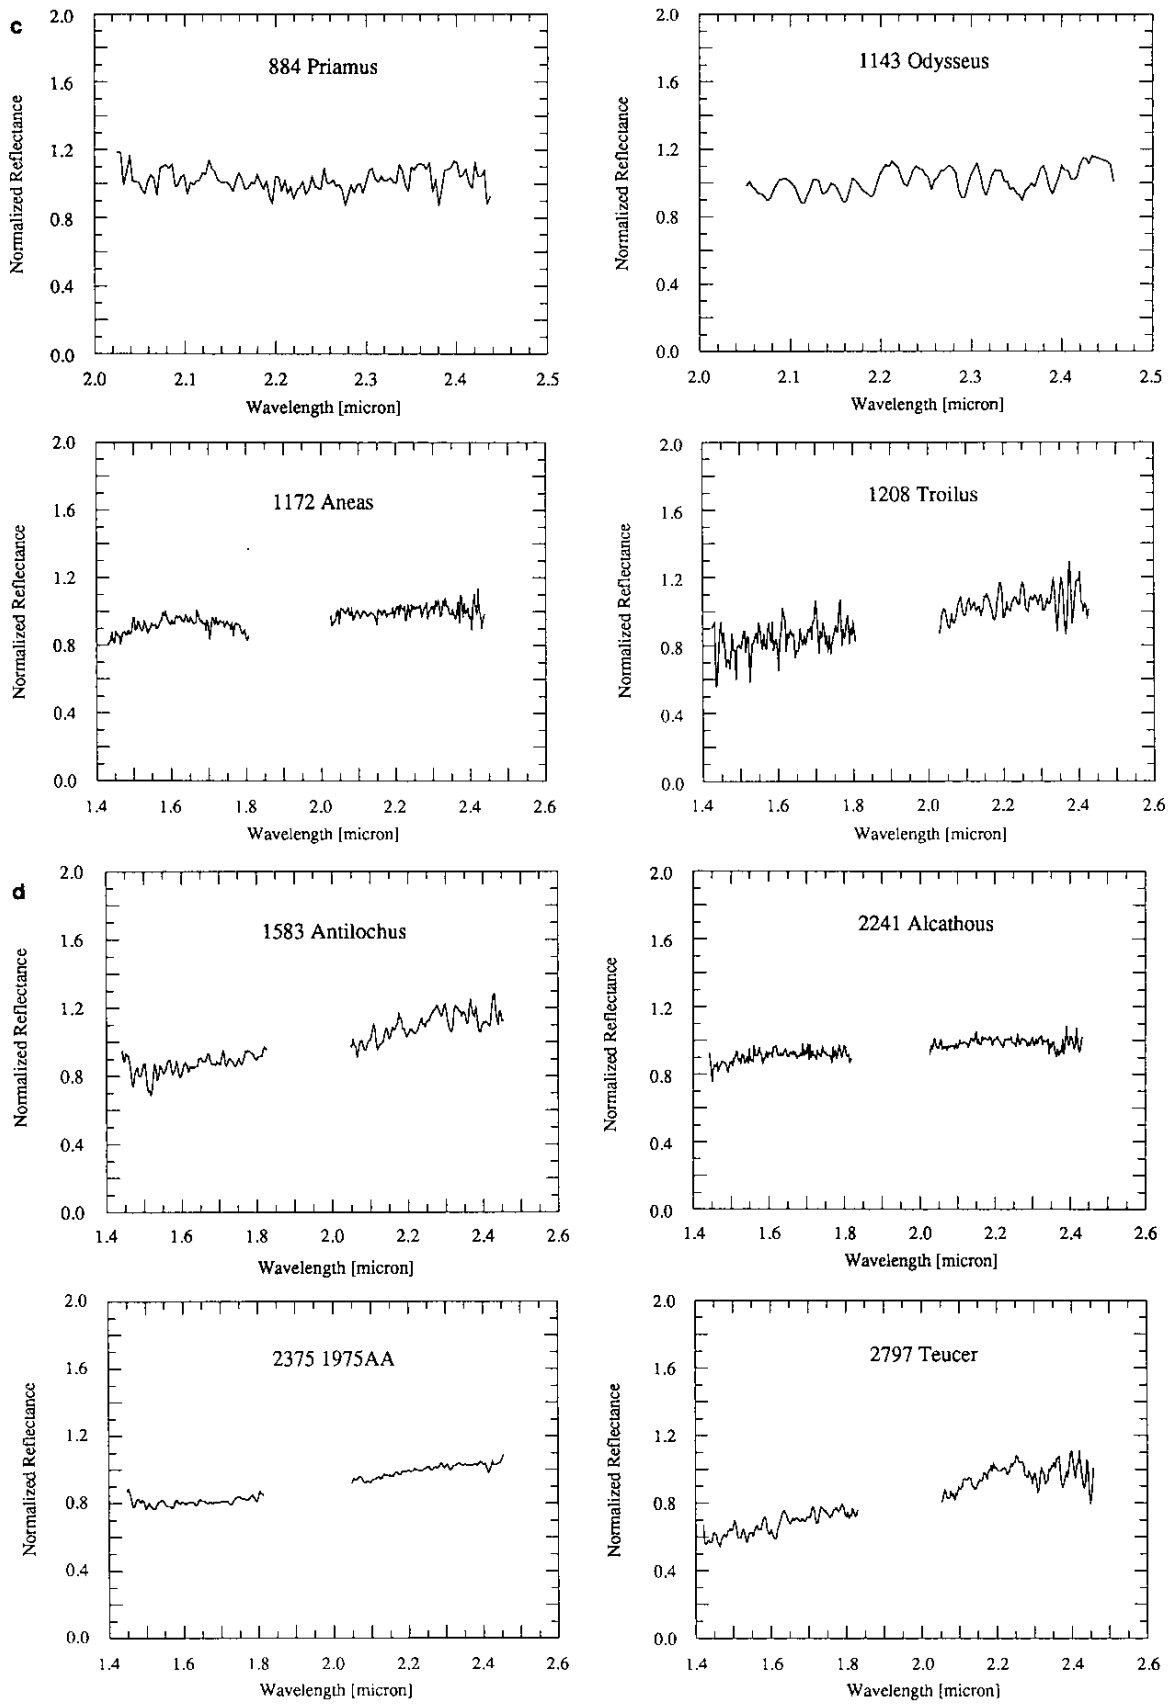 c
884 Priamus
Normalized Reflectance
2.0
1.6
1.2
0.8
0.4
0.0
2.0 2.1 2.2 2.3 2.4 2.5
Wavelength [micron]
1143 Odysseus
Normalized Reflectance
2.0
1.6
1.2
0.8
0.4
0.0
2.0 2.1 2.2 2.3 2.4 2.5
Wavelength [micron]
1172 Aneas
Normalized Reflectance
2.0
1.6
1.2
0.8
0.4
0.0
1.4 1.6 1.8 2.0 2.2 2.4 2.6
Wavelength [micron]
1208 Troilus
Normalized Reflectance
2.0
1.6
1.2
0.8
0.4
0.0
1.4 1.6 1.8 2.0 2.2 2.4 2.6
Wavelength [micron]
d
1583 Antilochus
Normalized Reflectance
2.0
1.6
1.2
0.8
0.4
0.0
1.4 1.6 1.8 2.0 2.2 2.4 2.6
Wavelength [micron]
2241 Alcathous
Normalized Reflectance
2.0
1.6
1.2
0.8
0.4
0.0
1.4 1.6 1.8 2.0 2.2 2.4 2.6
Wavelength [micron]
2375 1975AA
Normalized Reflectance
2.0
1.6
1.2
0.8
0.4
0.0
1.4 1.6 1.8 2.0 2.2 2.4 2.6
Wavelength [micron]
2797 Teucer
Normalized Reflectance
2.0
1.6
1.2
0.8
0.4
0.0
1.4 1.6 1.8 2.0 2.2 2.4 2.6
Wavelength [micron]